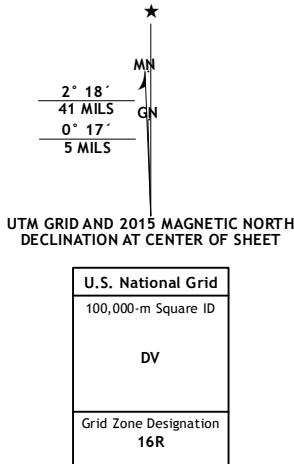 MN
2° 18´
41 MILS
GN
0° 17´
5 MILS
UTM GRID AND 2015 MAGNETIC NORTH
DECLINATION AT CENTER OF SHEET
U.S. National Grid
100,000-m Square ID
DV
Grid Zone Designation
16R